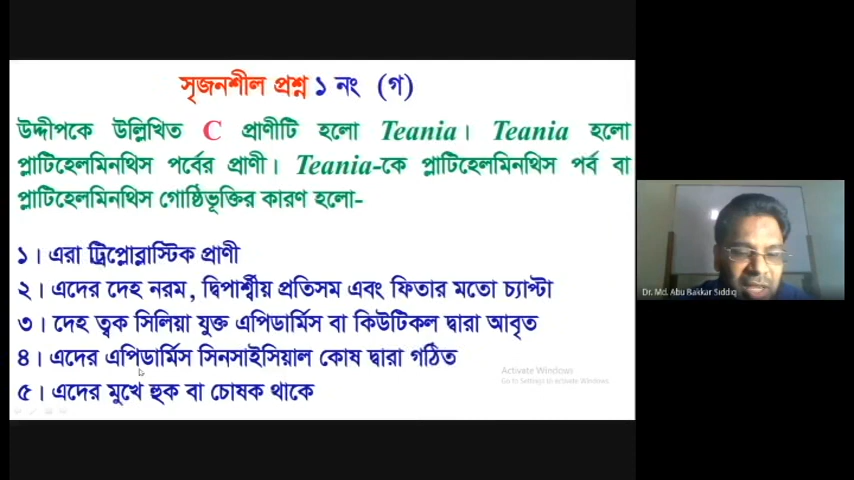 সৃজনশীল প্রশ্ন ১ নং (গ)
উদ্দীপকে উল্লিখিত C প্রাণীটি হলো Teania। Teania হলো
প্লাটিহেলমিনথিস পর্বের প্রাণী। Teania-কে প্লাটিহেলমিনথিস পর্ব বা
প্লাটিহেলমিনথিস গোষ্ঠিভূক্তির কারণ হলো-
১। এরা ট্রিপ্লোব্লাস্টিক প্রাণী
২। এদের দেহ নরম, দ্বিপার্শ্বীয় প্রতিসম এবং ফিতার মতো চ্যাপ্টা
৩। দেহ ত্বক সিলিয়া যুক্ত এপিডার্মিস বা কিউটিকল দ্বারা আবৃত
৪। এদের এপিডার্মিস সিনসাইসিয়াল কোষ দ্বারা গঠিত
৫। এদের মুখে হুক বা চোষক থাকে
Activate Windows
Go to Settings to activate Windows.
Dr. Md. Abu Bakkar Siddiq